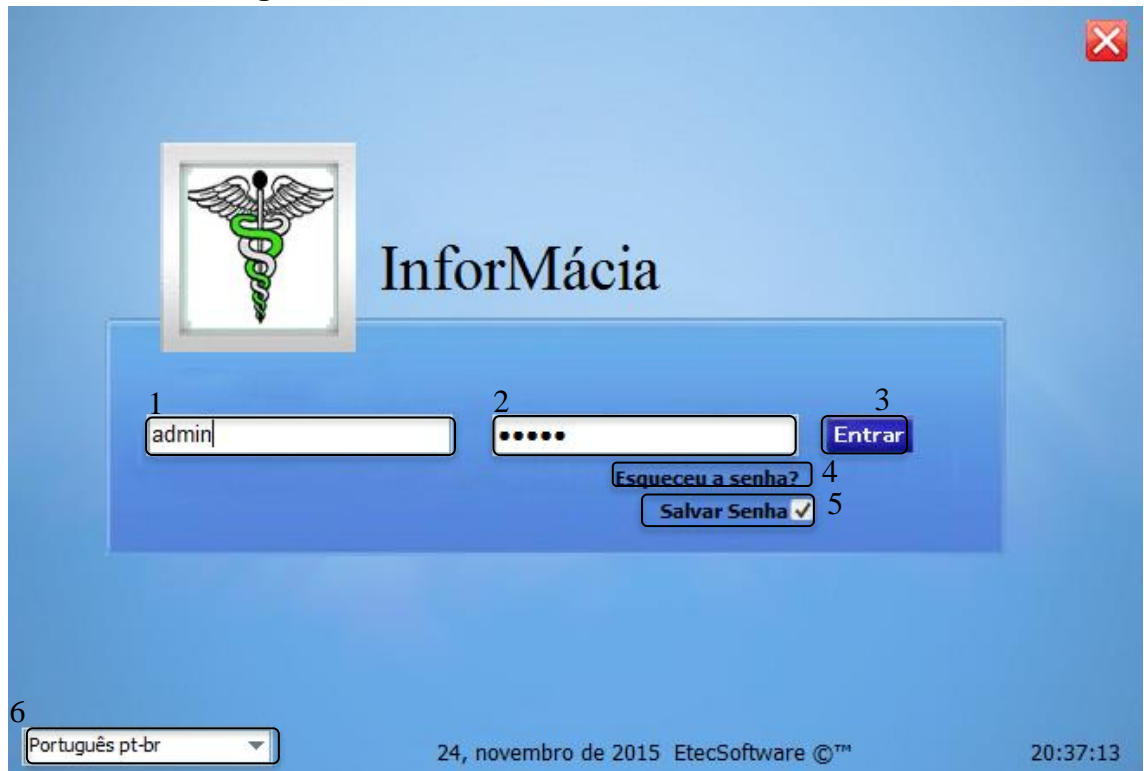 InforMácia
1 2 3
admin ••••• Entrar
Esqueceu a senha? 4
Salvar Senha 5
6
Português pt-br
24, novembro de 2015 EtecSoftware ©™ 20:37:13